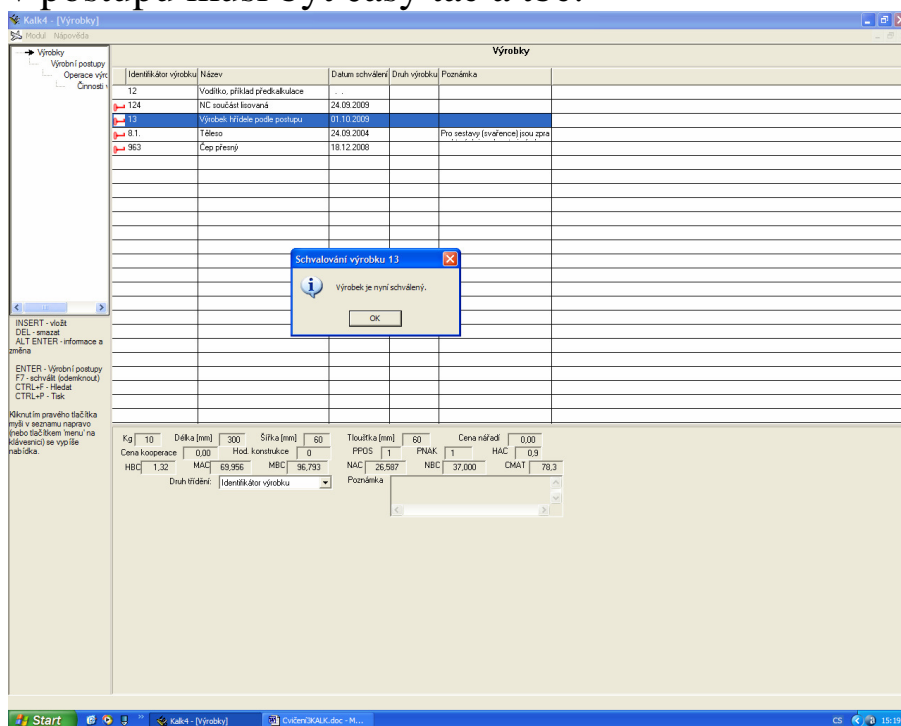 Kalk4 - [Výrobky]
Modul Nápověda
Výrobky
Výrobní postupy
Operace výrc
Činnosti v
Výrobky
Identifikátor výrobku Název Datum schválení Druh výrobku Poznámka
12 Vodítko, příklad předkalkulace . .
124 NC součást lisovaná 24.09.2009
13 Výrobek hřídele podle postupu 01.10.2009
8.1. Těleso 24.09.2004 Pro sestavy (svařence) jsou zpra
963 Čep přesný 18.12.2008
Schvalování výrobku 13
Výrobek je nyní schválený.
OK
INSERT - vložit
DEL - smazat
ALT ENTER - informace a
změna
ENTER - Výrobní postupy
F7 - schválit (odemknout)
CTRL+F - Hledat
CTRL+P - Tisk
Kliknutím pravého tlačítka
myši v seznamu napravo
(nebo tlačítkem 'menu' na
klávesnici) se vypíše
nabídka.
Kg 10 Délka [mm] 300 Šířka [mm] 60 Tloušťka [mm] 60 Cena nářadí 0,00
Cena kooperace 0,00 Hod. konstrukce 0 PPOS 1 PNAK 1 HAC 0,9
HBC 1,32 MAC 69,956 MBC 96,793 NAC 26,587 NBC 37,000 CMAT 78,3
Druh třídění: Identifikátor výrobku Poznámka
Start Kalk4 - [Výrobky] Cvičení3KALK.doc - M... CS 15:19